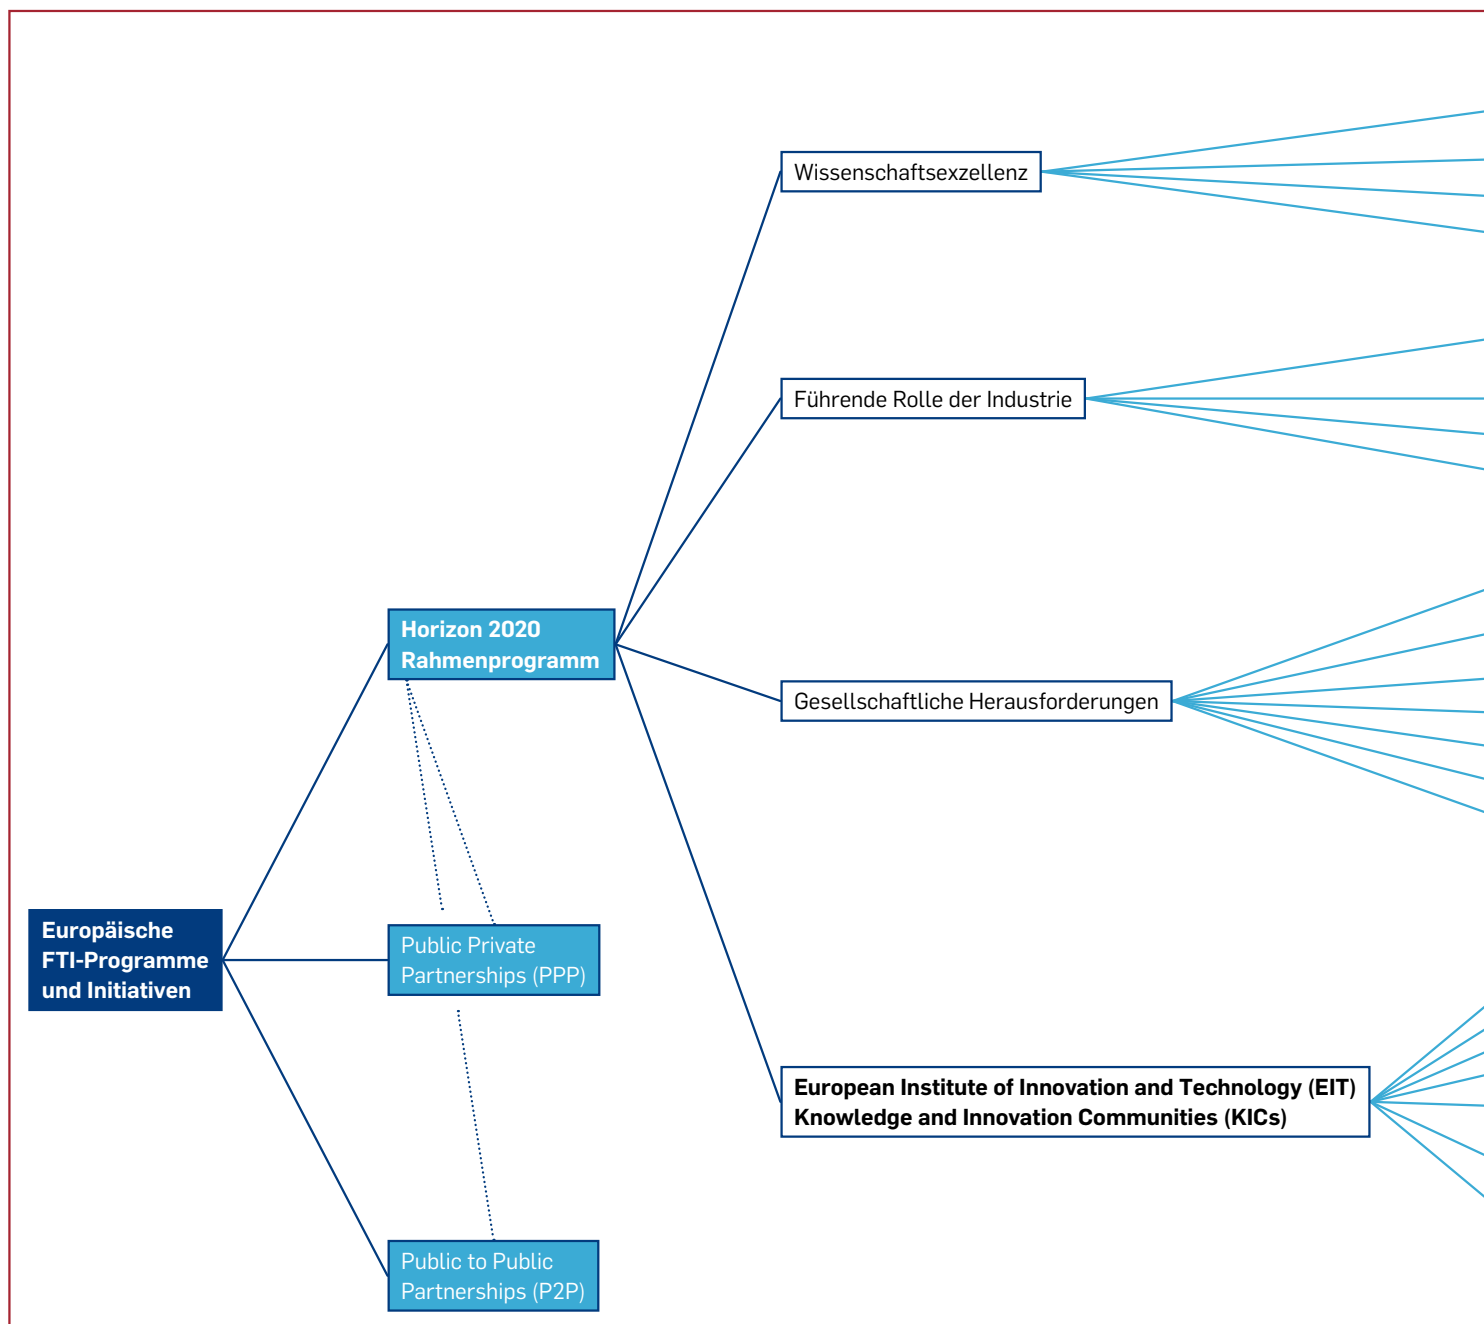 Wissenschaftsexzellenz
Führende Rolle der Industrie
Horizon 2020
Rahmenprogramm
Gesellschaftliche Herausforderungen
Europäische
FTI-Programme
und Initiativen
Public Private
Partnerships (PPP)
European Institute of Innovation and Technology (EIT)
Knowledge and Innovation Communities (KICs)
Public to Public
Partnerships (P2P)